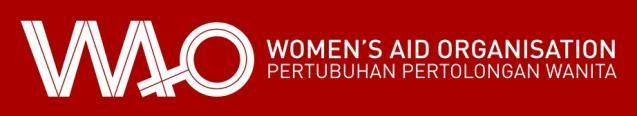 WAO
WOMEN'S AID ORGANISATION
PERTUBUHAN PERTOLONGAN WANITA